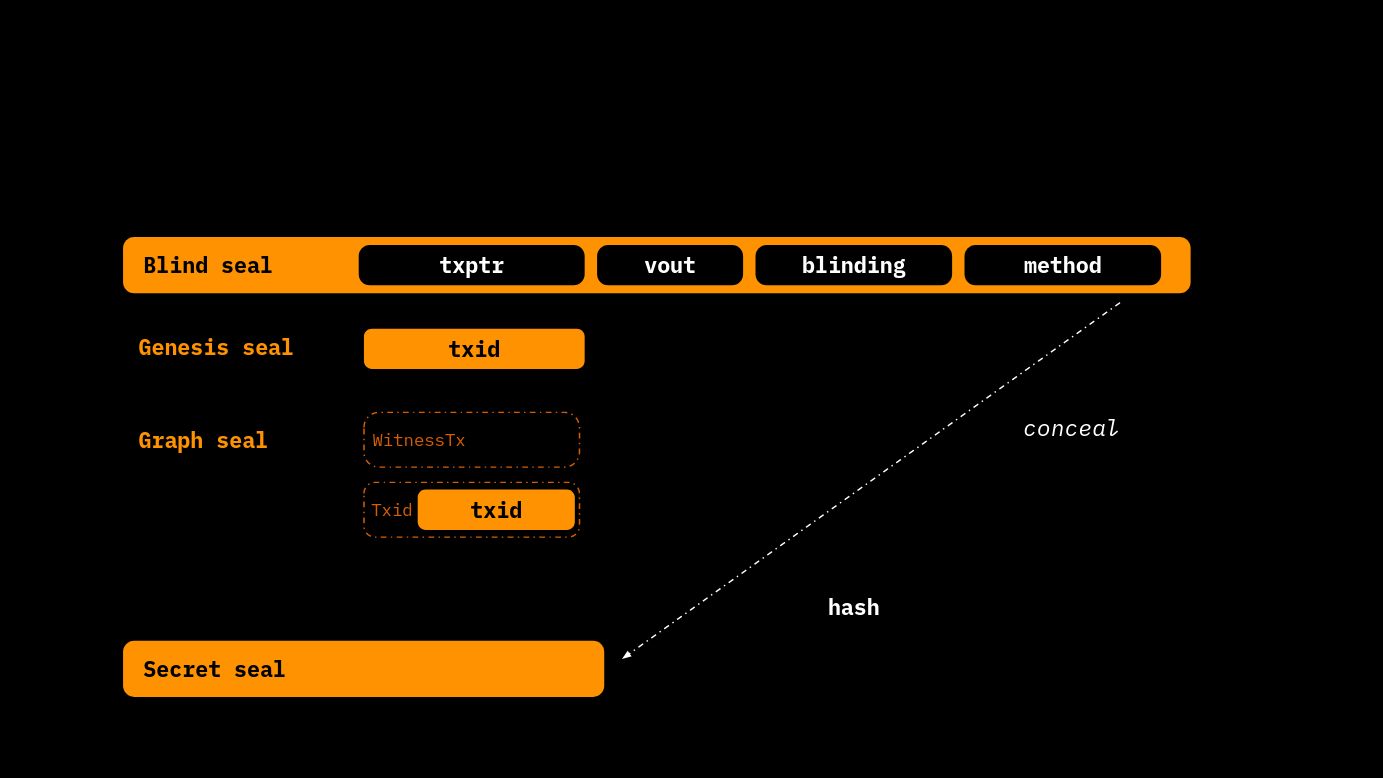 Blind seal txptr vout blinding method
Genesis seal txid
conceal
Graph seal WitnessTx
Txid txid
hash
Secret seal